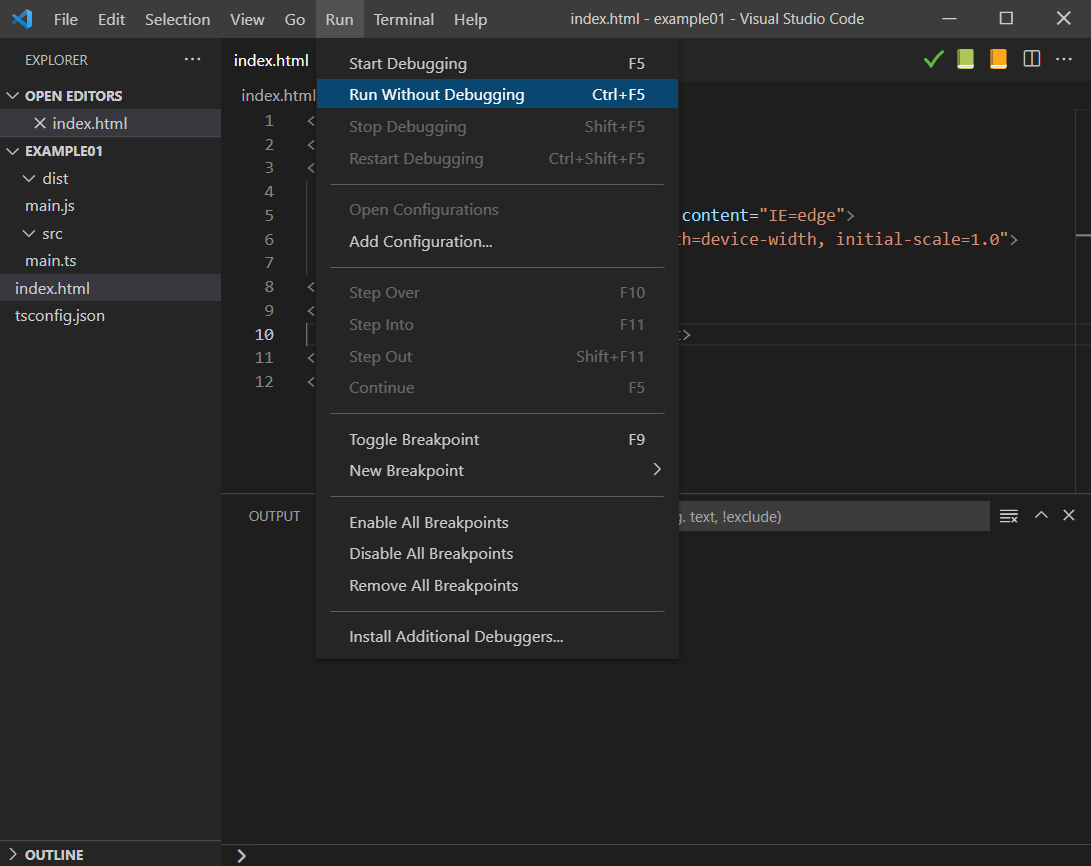 File Edit Selection View Go Run Terminal Help index.html - example01 - Visual Studio Code
EXPLORER
OPEN EDITORS
index.html
EXAMPLE01
dist
main.js
src
main.ts
index.html
tsconfig.json
OUTLINE
index.html
index.html
1 <
2 <
3 <
4
5 content="IE=edge">
6 =device-width, initial-scale=1.0">
7
8 <
9 <
10 >
11 <
12 <
Start Debugging F5
Run Without Debugging Ctrl+F5
Stop Debugging Shift+F5
Restart Debugging Ctrl+Shift+F5
Open Configurations
Add Configuration...
Step Over F10
Step Into F11
Step Out Shift+F11
Continue F5
Toggle Breakpoint F9
New Breakpoint
Enable All Breakpoints
Disable All Breakpoints
Remove All Breakpoints
Install Additional Debuggers...
OUTPUT
text, !exclude)